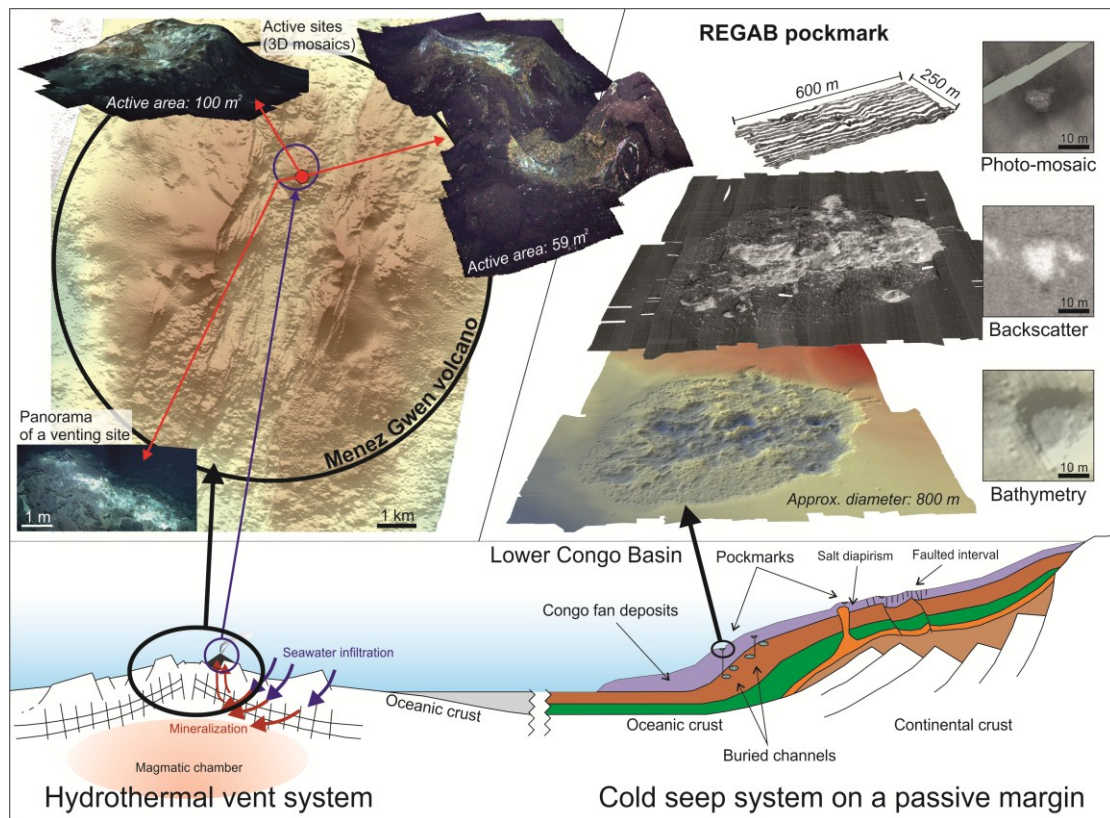 Active sites
(3D mosaics)
Active area: 100 m²
Active area: 59 m²
Menez Gwen volcano
Panorama
of a venting site
1 m
1 km
REGAB pockmark
600 m
250 m
10 m
Photo-mosaic
10 m
Backscatter
10 m
Bathymetry
Approx. diameter: 800 m
Lower Congo Basin
Pockmarks
Salt diapirism
Faulted interval
Congo fan deposits
Seawater infiltration
Mineralization
Magmatic chamber
Oceanic crust
Oceanic crust
Continental crust
Buried channels
Hydrothermal vent system
Cold seep system on a passive margin